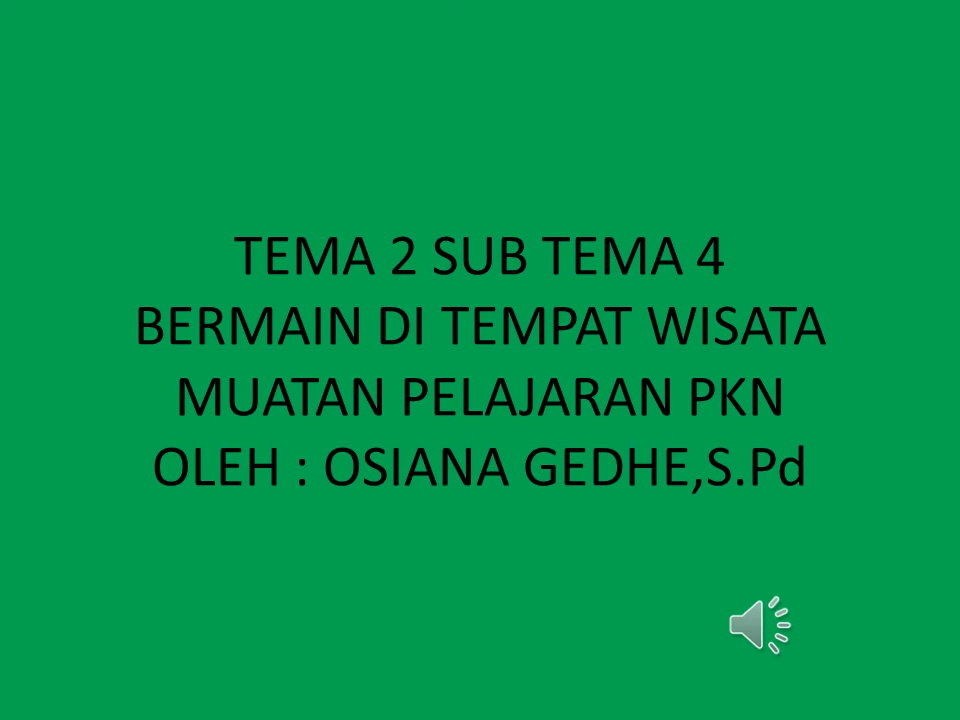 TEMA 2 SUB TEMA 4
BERMAIN DI TEMPAT WISATA
MUATAN PELAJARAN PKN
OLEH : OSIANA GEDHE,S.Pd